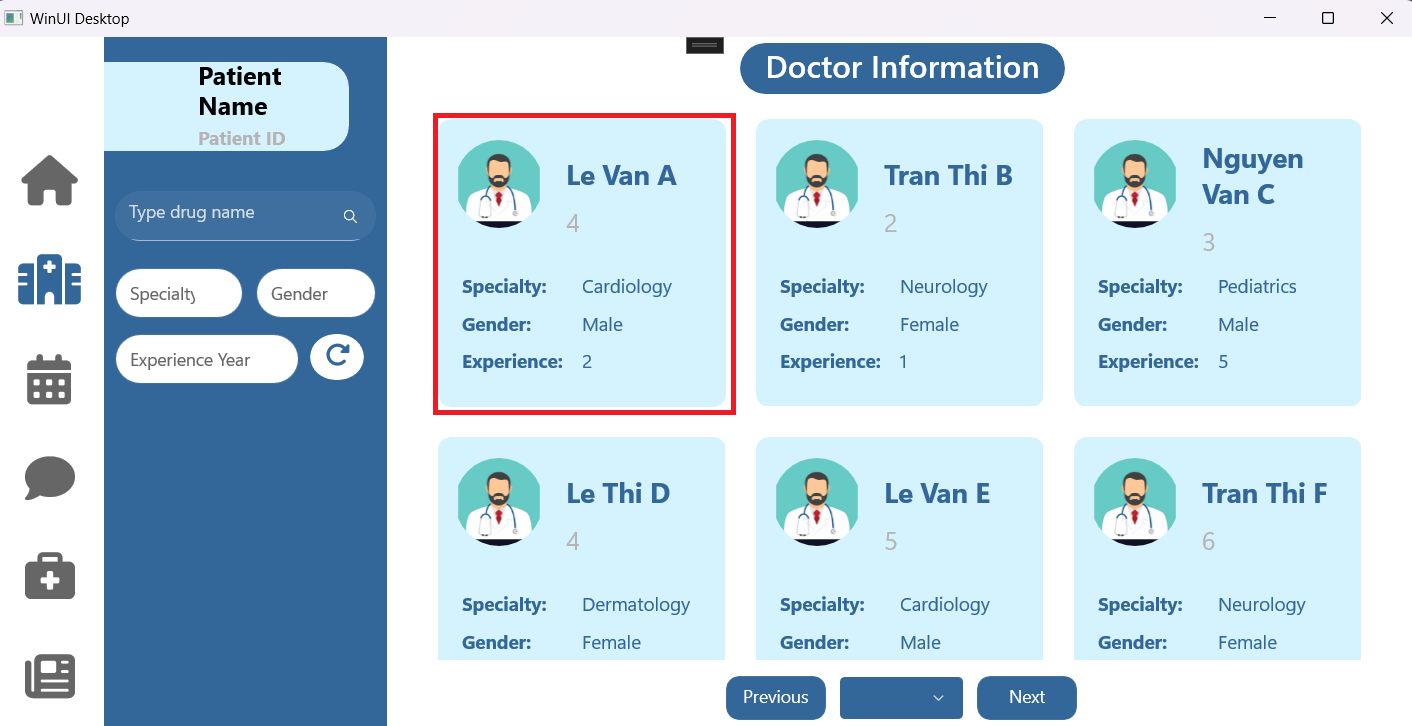 WinUI Desktop
Patient
Name
Patient ID
Type drug name
Specialty
Gender
Experience Year
Doctor Information
Le Van A
4
Specialty: Cardiology
Gender: Male
Experience: 2
Tran Thi B
2
Specialty: Neurology
Gender: Female
Experience: 1
Nguyen
Van C
3
Specialty: Pediatrics
Gender: Male
Experience: 5
Le Thi D
4
Specialty: Dermatology
Gender: Female
Le Van E
5
Specialty: Cardiology
Gender: Male
Tran Thi F
6
Specialty: Neurology
Gender: Female
Previous
Next